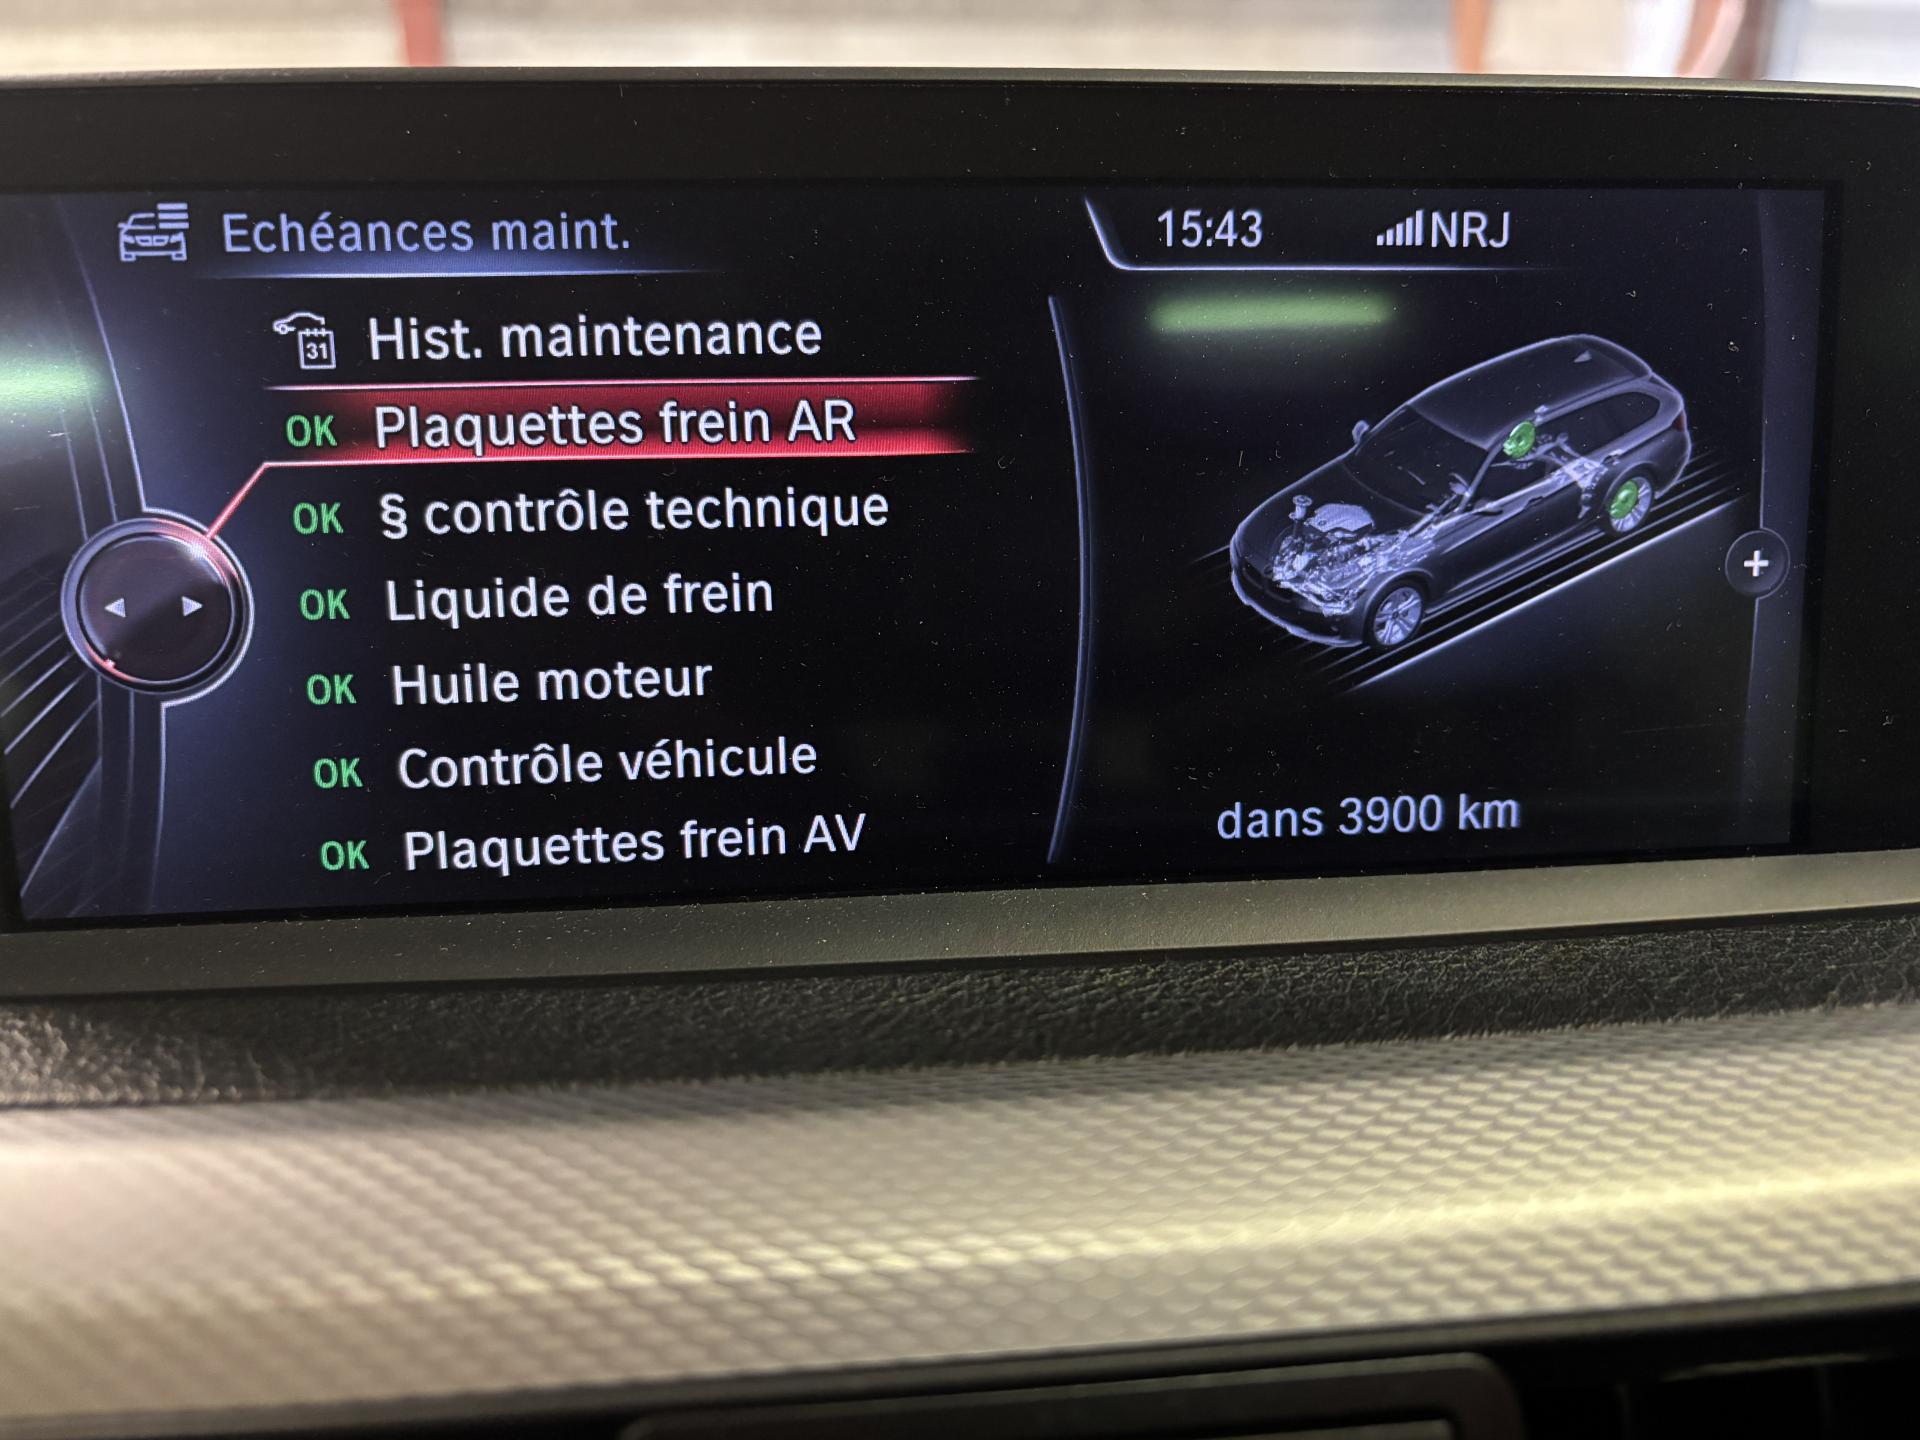 Echéances maint.
15:43
NRJ
31
Hist. maintenance
OK Plaquettes frein AR
OK § contrôle technique
OK Liquide de frein
OK Huile moteur
OK Contrôle véhicule
OK Plaquettes frein AV
+
dans 3900 km